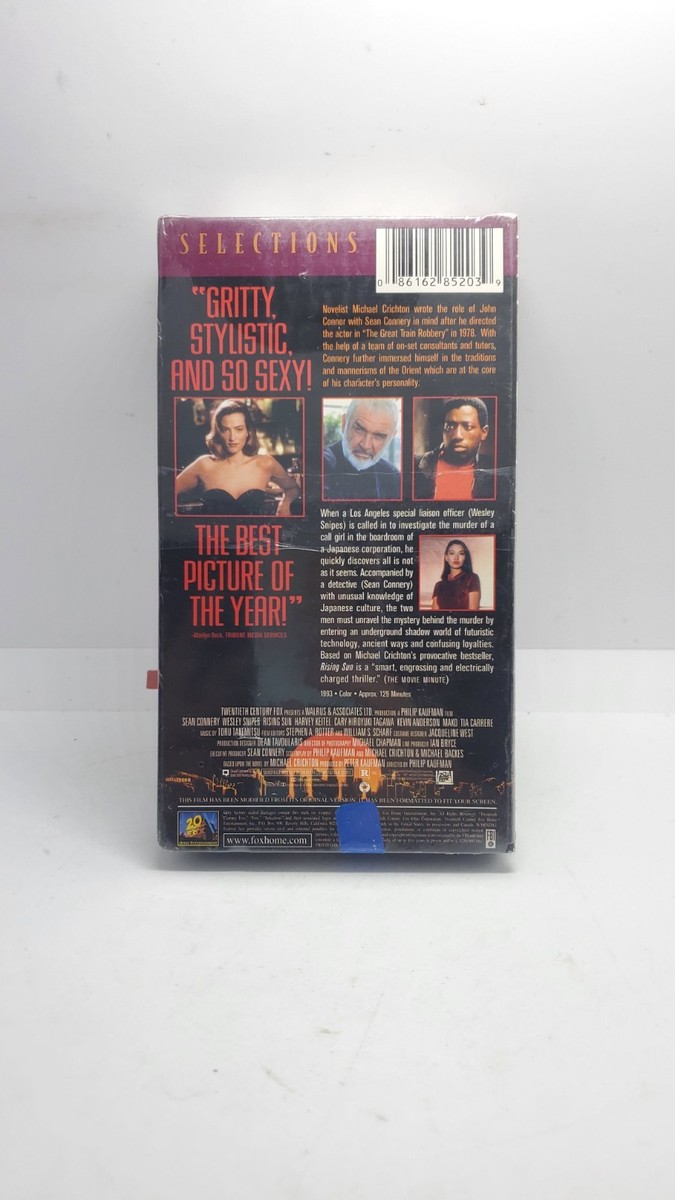 SELECTIONS
0 86162 85203 9
"GRITTY,
STYLISTIC,
AND SO SEXY!
Novelist Michael Crichton wrote the role of John
Connor with Sean Connery in mind after he directed
the actor in "The Great Train Robbery" in 1978. With
the help of a team of on-set consultants and tutors,
Connery further immersed himself in the traditions
and mannerisms of the Orient which are at the core
of his character's personality.
THE BEST
PICTURE OF
THE YEAR!"
-Marilyn Beck, TRIBUNE MEDIA SERVICES
When a Los Angeles special liaison officer (Wesley
Snipes) is called in to investigate the murder of a
call girl in the boardroom of
a Japanese corporation, he
quickly discovers all is not
as it seems. Accompanied by
a detective (Sean Connery)
with unusual knowledge of
Japanese culture, the two
men must unravel the mystery behind the murder by
entering an underground shadow world of futuristic
technology, ancient ways and confusing loyalties.
Based on Michael Crichton's provocative bestseller,
Rising Sun is a "smart, engrossing and electrically
charged thriller." (THE MOVIE MINUTE)
1993 • Color • Approx. 129 Minutes
TWENTIETH CENTURY FOX PRESENTS A WALRUS & ASSOCIATES LTD. PRODUCTION A PHILIP KAUFMAN FILM
SEAN CONNERY WESLEY SNIPES RISING SUN HARVEY KEITEL CARY-HIROYUKI TAGAWA KEVIN ANDERSON MAKO TIA CARRERE
MUSIC BY TORU TAKEMITSU FILM EDITORS STEPHEN A. ROTTER AND WILLIAM S. SCHARF COSTUME DESIGNER JACQUELINE WEST
PRODUCTION DESIGNER DEAN TAVOULARIS DIRECTOR OF PHOTOGRAPHY MICHAEL CHAPMAN LINE PRODUCER IAN BRYCE
EXECUTIVE PRODUCER SEAN CONNERY SCREENPLAY BY PHILIP KAUFMAN AND MICHAEL CRICHTON & MICHAEL BACKES
BASED UPON THE NOVEL BY MICHAEL CRICHTON PRODUCED BY PETER KAUFMAN DIRECTED BY PHILIP KAUFMAN
R
HOLLYWOOD
THIS FILM HAS BEEN MODIFIED FROM ITS ORIGINAL VERSION. IT HAS BEEN FORMATTED TO FIT YOUR SCREEN.
20
www.foxhome.com